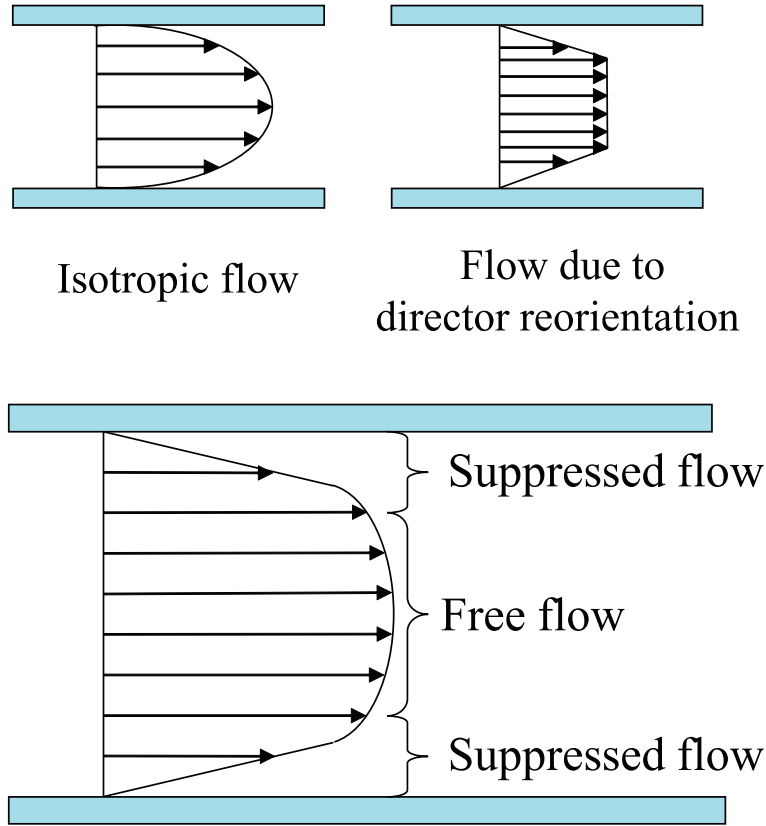 Isotropic flow
Flow due to
director reorientation
Suppressed flow
Free flow
Suppressed flow